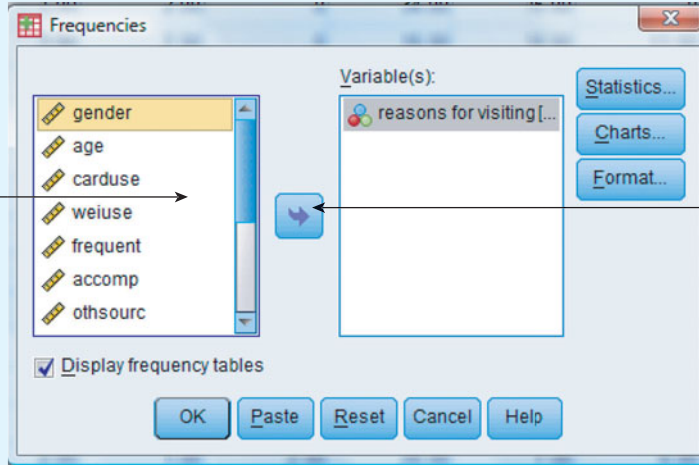 Frequencies
Variable(s):
gender
age
carduse
weiuse
frequent
accomp
othsourc
reasons for visiting [...
Statistics...
Charts...
Format...
Display frequency tables
OK Paste Reset Cancel Help